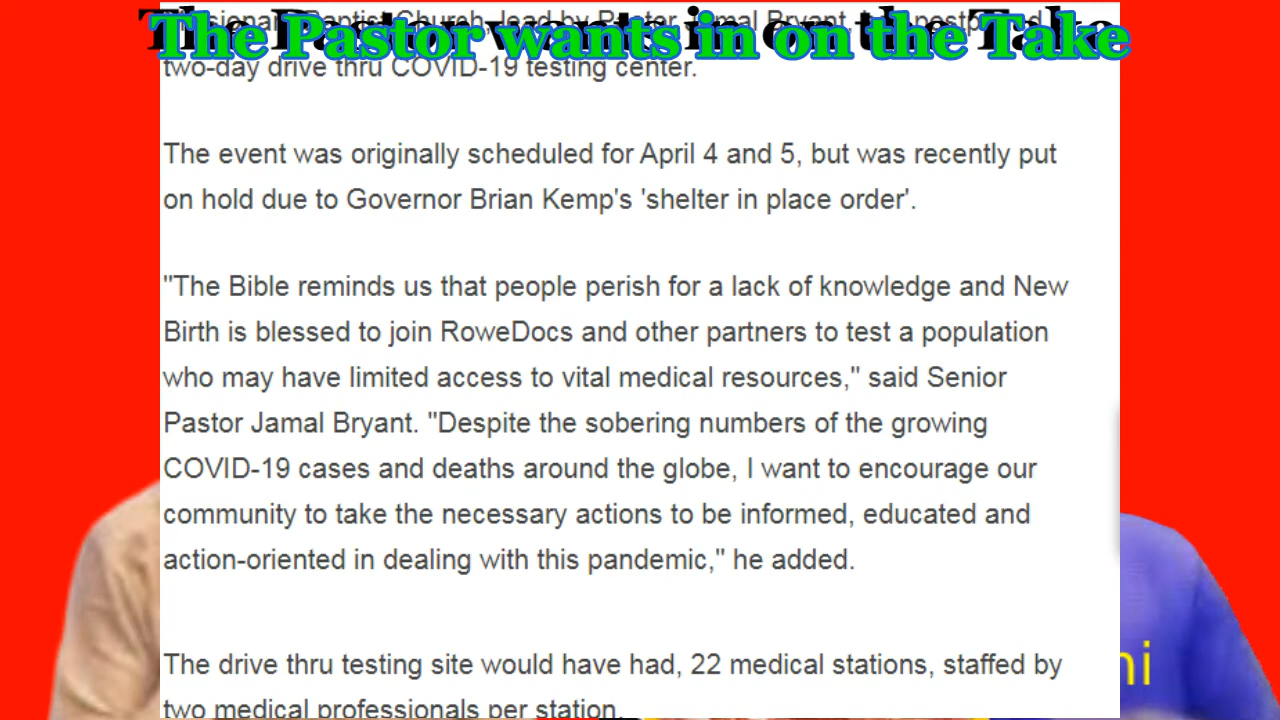 The Pastor wants in on the Take
Baptist Church, lead by Pastor Jamal Bryant,
two-day drive thru COVID-19 testing center.
The event was originally scheduled for April 4 and 5, but was recently put
on hold due to Governor Brian Kemp's 'shelter in place order'.
"The Bible reminds us that people perish for a lack of knowledge and New
Birth is blessed to join RoweDocs and other partners to test a population
who may have limited access to vital medical resources," said Senior
Pastor Jamal Bryant. "Despite the sobering numbers of the growing
COVID-19 cases and deaths around the globe, I want to encourage our
community to take the necessary actions to be informed, educated and
action-oriented in dealing with this pandemic," he added.
The drive thru testing site would have had, 22 medical stations, staffed by
two medical professionals per station.